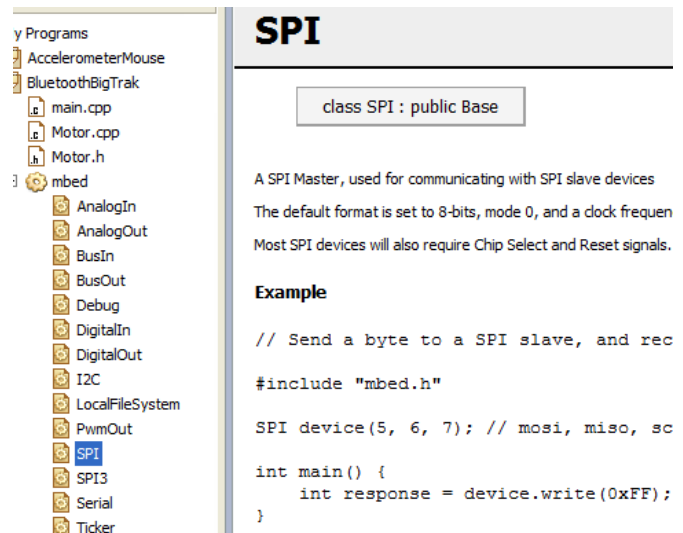 y Programs
AccelerometerMouse
BluetoothBigTrak
.c main.cpp
.c Motor.cpp
.h Motor.h
mbed
AnalogIn
AnalogOut
BusIn
BusOut
Debug
DigitalIn
DigitalOut
I2C
LocalFileSystem
PwmOut
SPI
SPI3
Serial
Ticker
SPI
class SPI : public Base
A SPI Master, used for communicating with SPI slave devices
The default format is set to 8-bits, mode 0, and a clock frequen
Most SPI devices will also require Chip Select and Reset signals.
Example
// Send a byte to a SPI slave, and rec
#include "mbed.h"
SPI device(5, 6, 7); // mosi, miso, sc
int main() {
    int response = device.write(0xFF);
}